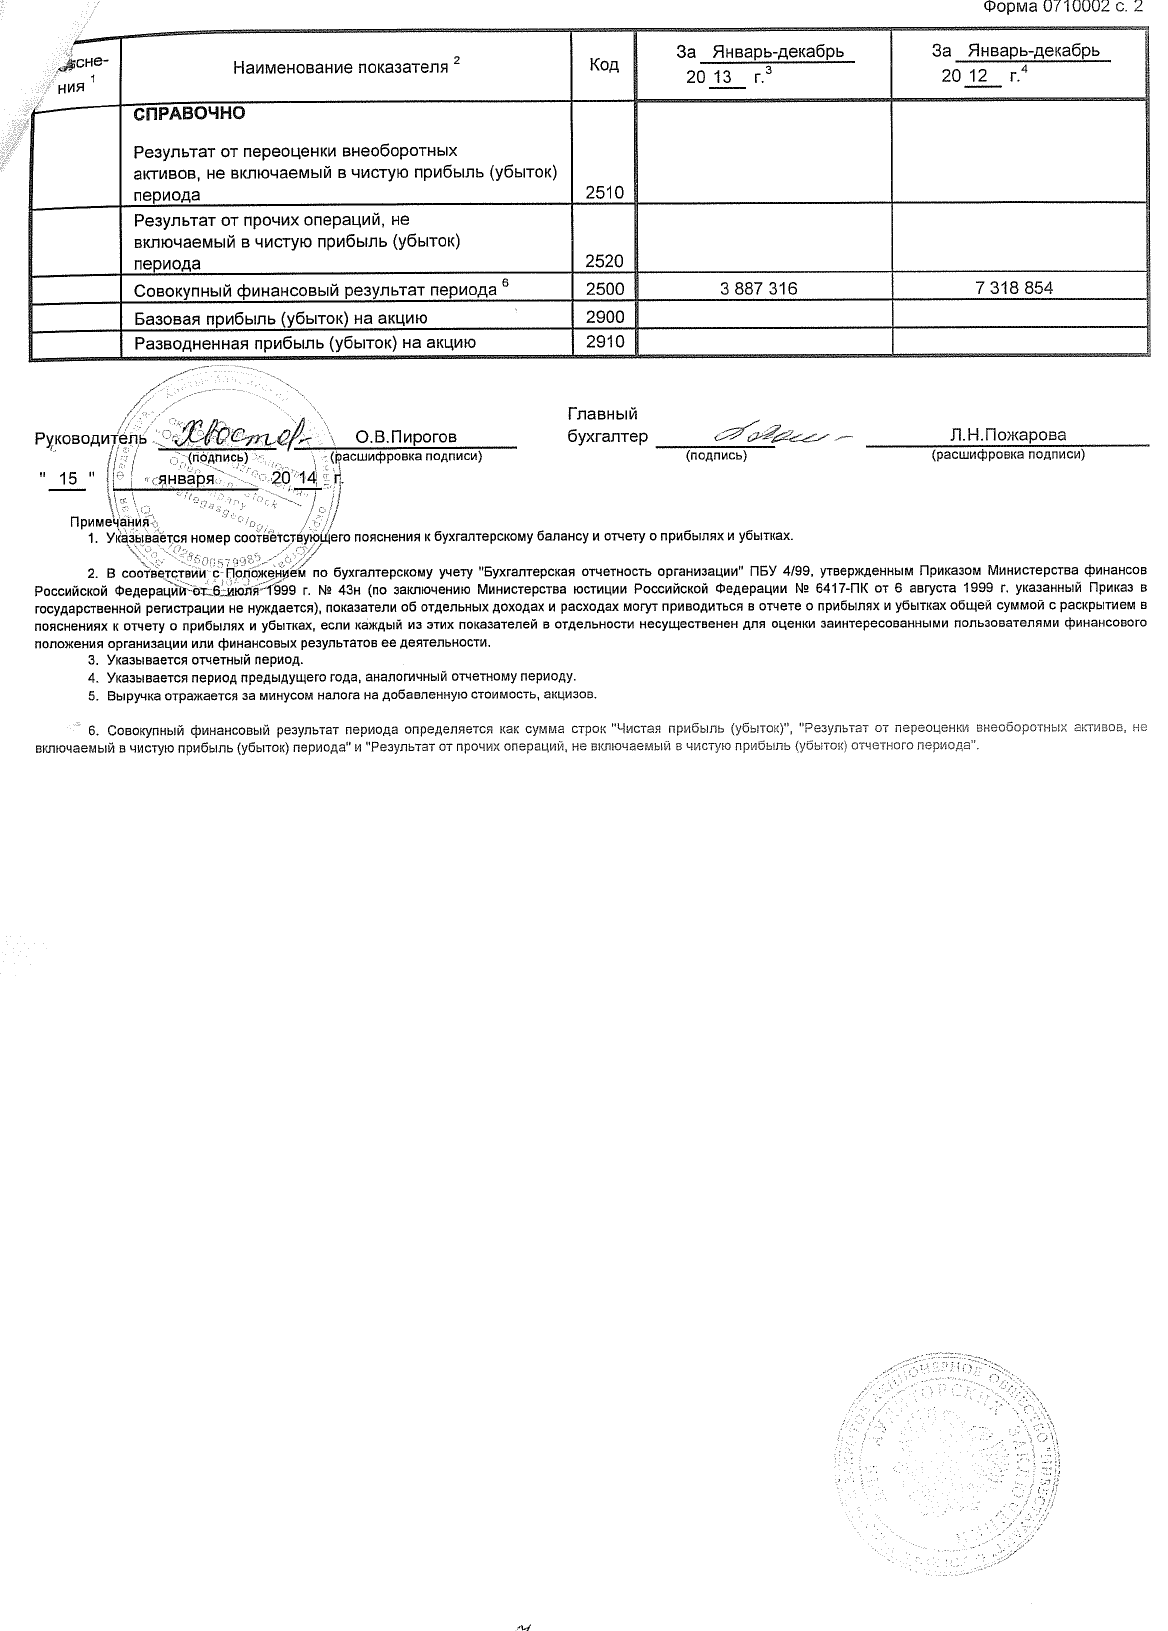 Форма 0710002 с. 2
ния ¹
Наименование показателя ²
Код
За Январь-декабрь
20 13 г.³
За Январь-декабрь
20 12 г.⁴
СПРАВОЧНО
Результат от переоценки внеоборотных
активов, не включаемый в чистую прибыль (убыток)
периода 2510
Результат от прочих операций, не
включаемый в чистую прибыль (убыток)
периода 2520
Совокупный финансовый результат периода ⁶ 2500 3 887 316 7 318 854
Базовая прибыль (убыток) на акцию 2900
Разводненная прибыль (убыток) на акцию 2910
Руководитель О.В.Пирогов
(подпись) (расшифровка подписи)
Главный
бухгалтер Л.Н.Пожарова
(подпись) (расшифровка подписи)
" 15 " января 20 14 г.
Примечания
1. Указывается номер соответствующего пояснения к бухгалтерскому балансу и отчету о прибылях и убытках.
2. В соответствии с Положением по бухгалтерскому учету "Бухгалтерская отчетность организации" ПБУ 4/99, утвержденным Приказом Министерства финансов
Российской Федерации от 6 июля 1999 г. № 43н (по заключению Министерства юстиции Российской Федерации № 6417-ПК от 6 августа 1999 г. указанный Приказ в
государственной регистрации не нуждается), показатели об отдельных доходах и расходах могут приводиться в отчете о прибылях и убытках общей суммой с раскрытием в
пояснениях к отчету о прибылях и убытках, если каждый из этих показателей в отдельности несущественен для оценки заинтересованными пользователями финансового
положения организации или финансовых результатов ее деятельности.
3. Указывается отчетный период.
4. Указывается период предыдущего года, аналогичный отчетному периоду.
5. Выручка отражается за минусом налога на добавленную стоимость, акцизов.
6. Совокупный финансовый результат периода определяется как сумма строк "Чистая прибыль (убыток)", "Результат от переоценки внеоборотных активов, не
включаемый в чистую прибыль (убыток) периода" и "Результат от прочих операций, не включаемый в чистую прибыль (убыток) отчетного периода".
АКЦИОНЕРНОЕ ОБЩЕСТВО
ДЛЯ АУДИТОРСКИХ ЗАКЛЮЧЕНИЙ